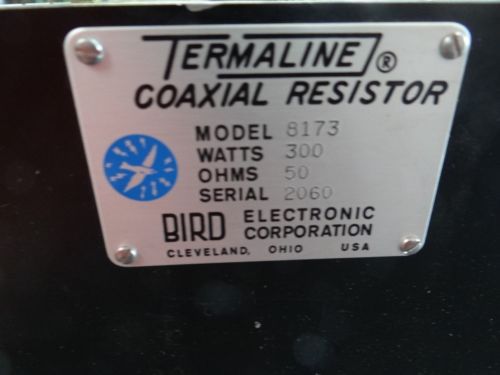 TERMALINE®
COAXIAL RESISTOR
MODEL 8173
WATTS 300
OHMS 50
SERIAL 2060
BIRD ELECTRONIC CORPORATION
CLEVELAND, OHIO USA